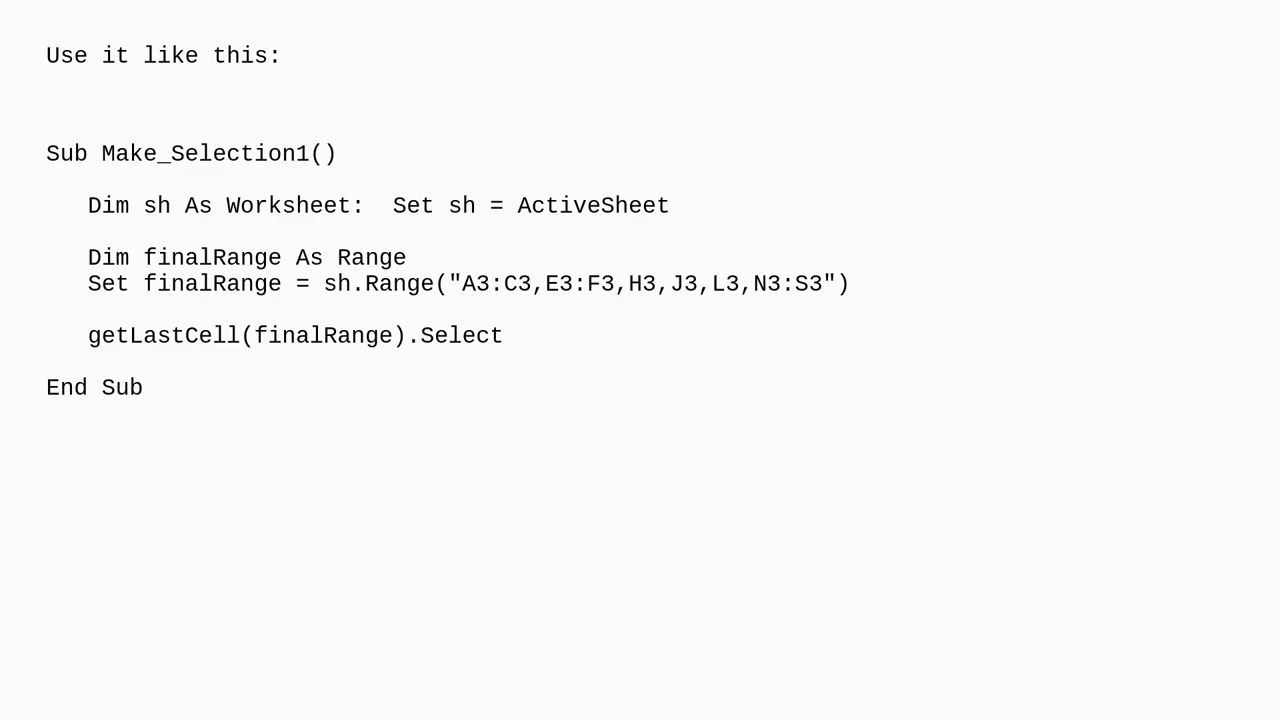 Use it like this:
Sub Make_Selection1()
Dim sh As Worksheet:  Set sh = ActiveSheet
Dim finalRange As Range
Set finalRange = sh.Range("A3:C3,E3:F3,H3,J3,L3,N3:S3")
getLastCell(finalRange).Select
End Sub